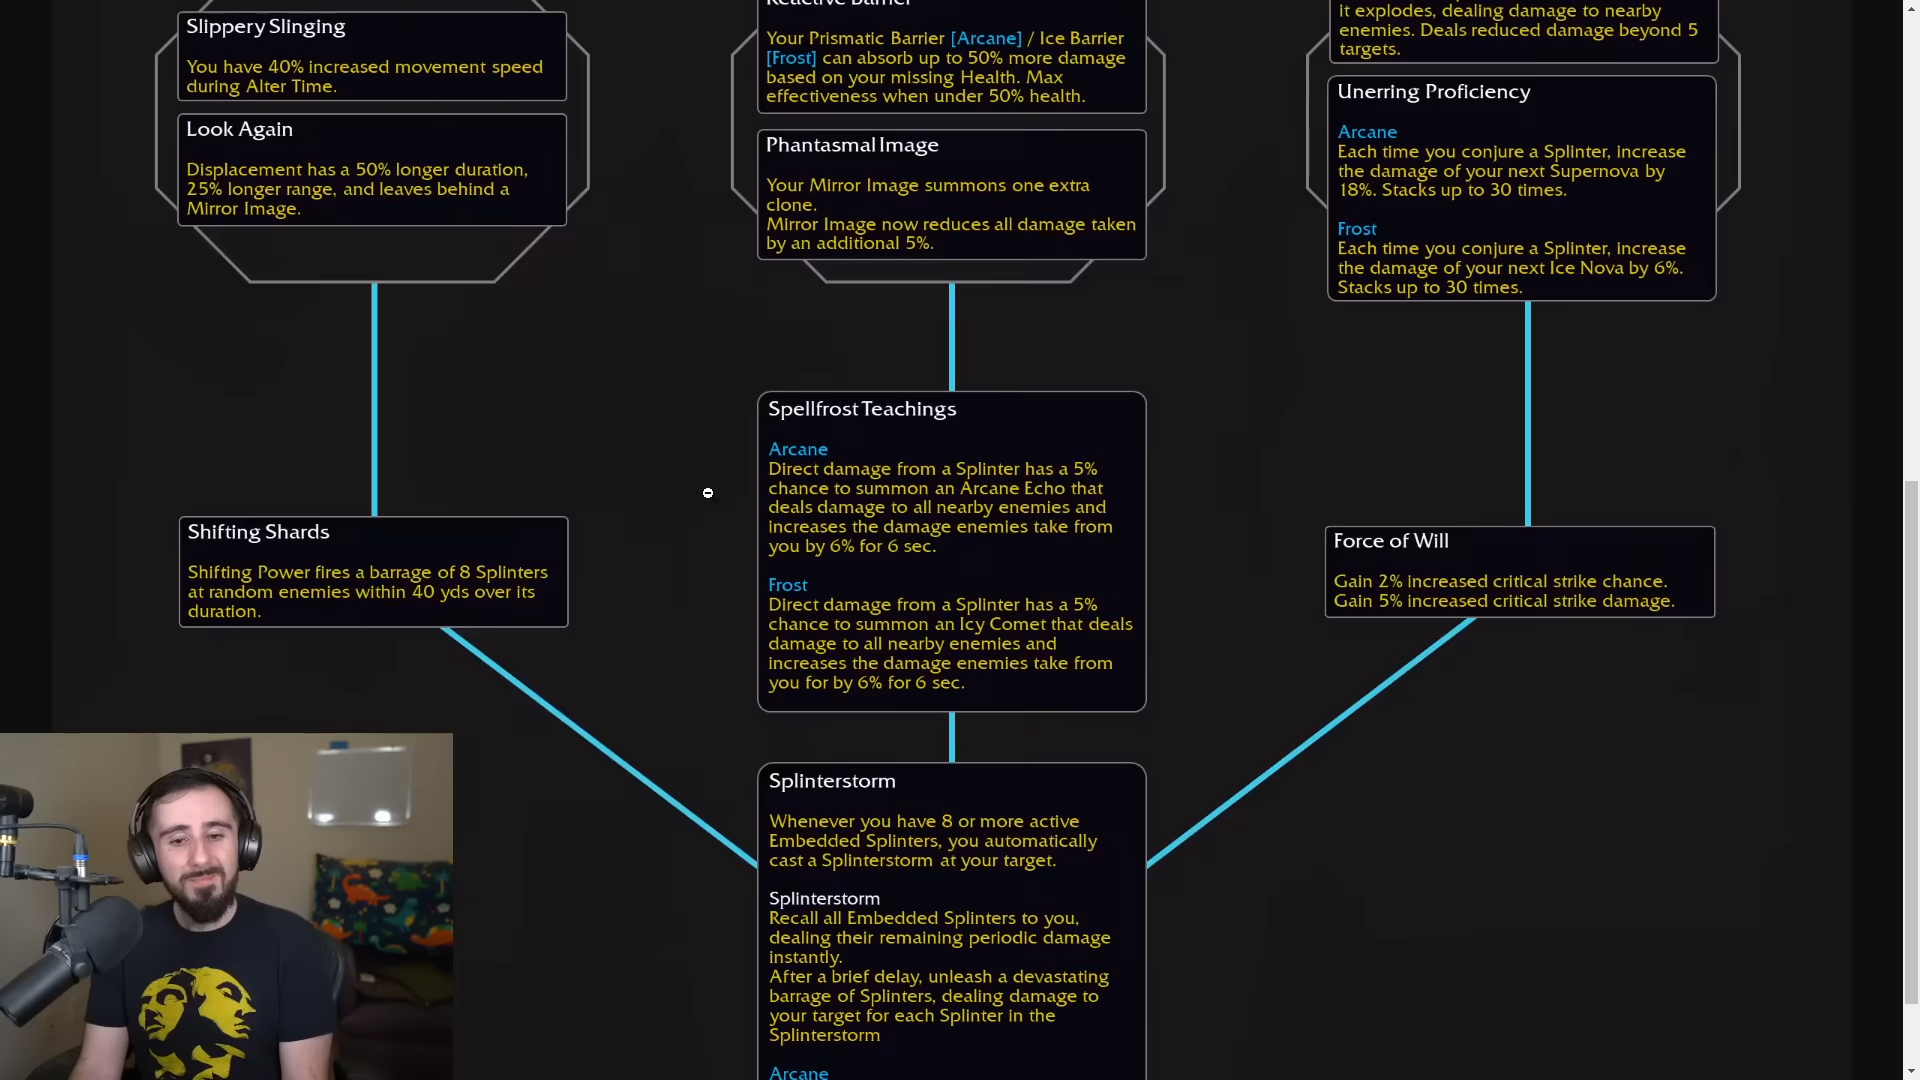 Slippery Slinging
You have 40% increased movement speed
during Alter Time.
Look Again
Displacement has a 50% longer duration,
25% longer range, and leaves behind a
Mirror Image.
Shifting Shards
Shifting Power fires a barrage of 8 Splinters
at random enemies within 40 yds over its
duration.
Reactive Barrier
Your Prismatic Barrier [Arcane] / Ice Barrier
[Frost] can absorb up to 50% more damage
based on your missing Health. Max
effectiveness when under 50% health.
Phantasmal Image
Your Mirror Image summons one extra
clone.
Mirror Image now reduces all damage taken
by an additional 5%.
Spellfrost Teachings
Arcane
Direct damage from a Splinter has a 5%
chance to summon an Arcane Echo that
deals damage to all nearby enemies and
increases the damage enemies take from
you by 6% for 6 sec.
Frost
Direct damage from a Splinter has a 5%
chance to summon an Icy Comet that deals
damage to all nearby enemies and
increases the damage enemies take from
you for by 6% for 6 sec.
Splinterstorm
Whenever you have 8 or more active
Embedded Splinters, you automatically
cast a Splinterstorm at your target.
Splinterstorm
Recall all Embedded Splinters to you,
dealing their remaining periodic damage
instantly.
After a brief delay, unleash a devastating
barrage of Splinters, dealing damage to
your target for each Splinter in the
Splinterstorm
Arcane
it explodes, dealing damage to nearby
enemies. Deals reduced damage beyond 5
targets.
Unerring Proficiency
Arcane
Each time you conjure a Splinter, increase
the damage of your next Supernova by
18%. Stacks up to 30 times.
Frost
Each time you conjure a Splinter, increase
the damage of your next Ice Nova by 6%.
Stacks up to 30 times.
Force of Will
Gain 2% increased critical strike chance.
Gain 5% increased critical strike damage.